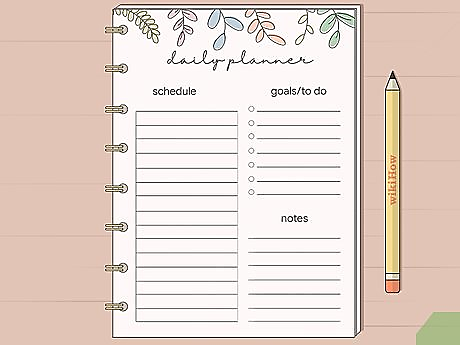 daily planner
schedule
goals/to do
notes
wikiHow